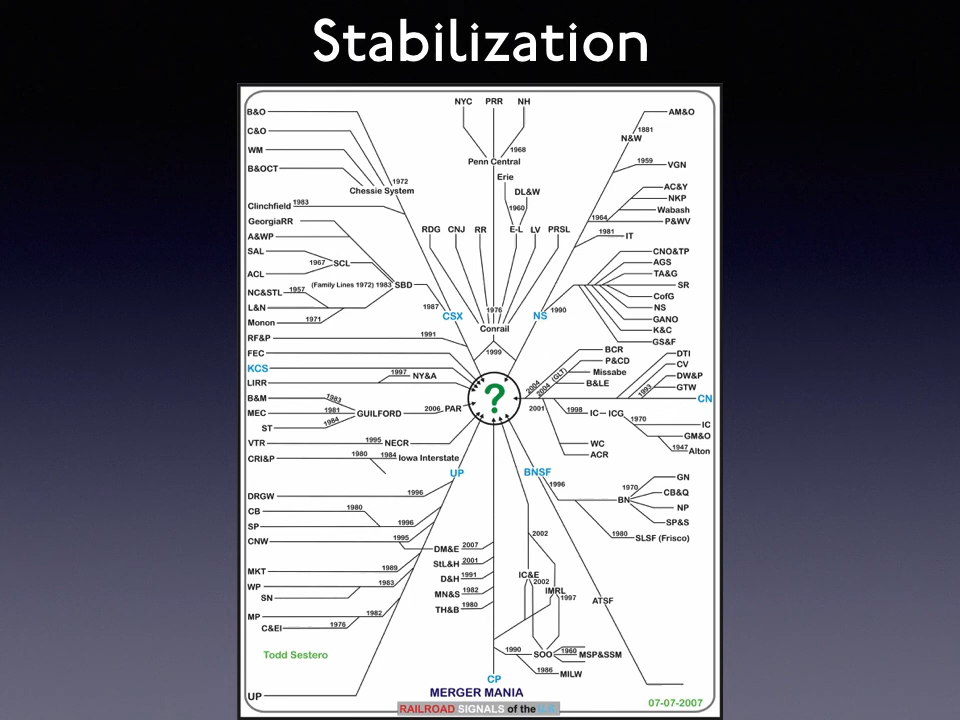 Stabilization
NYC PRR NH
B&O
AM&O
C&O
1881
N&W
WM
1968
Penn Central
1959 VGN
B&OCT
Erie
1972
Chessie System
DL&W
AC&Y
NKP
Clinchfield 1983
1960
Wabash
GeorgiaRR
1964
P&WV
RDG CNJ RR E-L LV PRSL
1981 IT
A&WP
SAL
CNO&TP
1967 SCL
AGS
ACL
TA&G
(Family Lines 1972) 1983 SBD
SR
NC&STL 1957
CofG
L&N
1987
1976
NS
CSX
NS 1990
GANO
Monon 1971
Conrail
K&C
RF&P 1991
GS&F
FEC
1999
BCR
DTI
P&CD
CV
KCS
2004
2004 (GLT)
Missabe
DW&P
LIRR 1997 NY&A
B&LE
1993
GTW
?
B&M 1983
CN
MEC 1981 GUILFORD 2006 PAR
2001 1998 IC ICG 1970
ST 1984
IC
GM&O
VTR 1995 NECR
WC
1947 Alton
CRI&P 1980 1984 Iowa Interstate
ACR
UP
BNSF
GN
1996
1970
DRGW 1996
BN
CB&Q
CB 1980
NP
SP 1996
SP&S
CNW 1995
2002
1980 SLSF (Frisco)
DM&E 2007
StL&H 2001
MKT 1989
D&H 1991
IC&E
2002
WP 1983
MN&S 1982
IMRL
1997
SN
TH&B 1980
ATSF
MP 1982
C&EI 1976
Todd Sestero
1990 SOO 1960 MSP&SSM
1986 MILW
CP
UP
MERGER MANIA
07-07-2007
RAILROAD SIGNALS of the U.S.